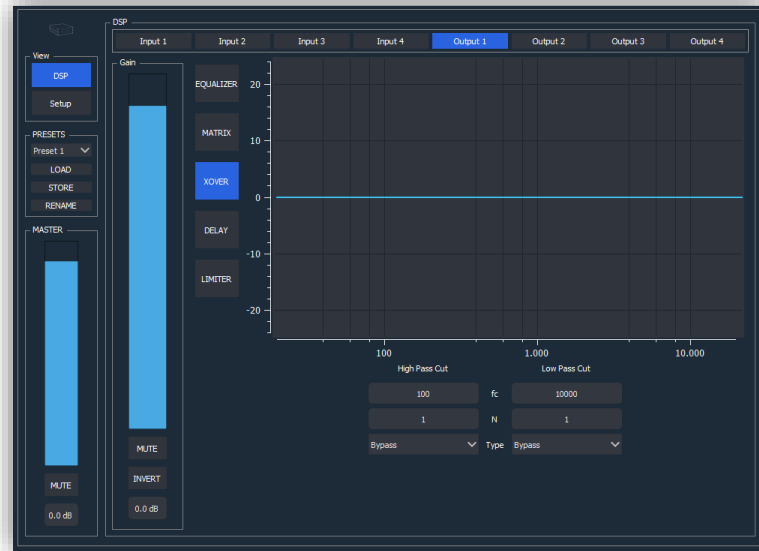 DSP
Input 1 Input 2 Input 3 Input 4 Output 1 Output 2 Output 3 Output 4
View
DSP
Setup
PRESETS
Preset 1
LOAD
STORE
RENAME
MASTER
MUTE
0.0 dB
Gain
MUTE
INVERT
0.0 dB
EQUALIZER
MATRIX
XOVER
DELAY
LIMITER
20
10
0
-10
-20
100 1.000 10.000
High Pass Cut Low Pass Cut
100 fc 10000
1 N 1
Bypass Type Bypass